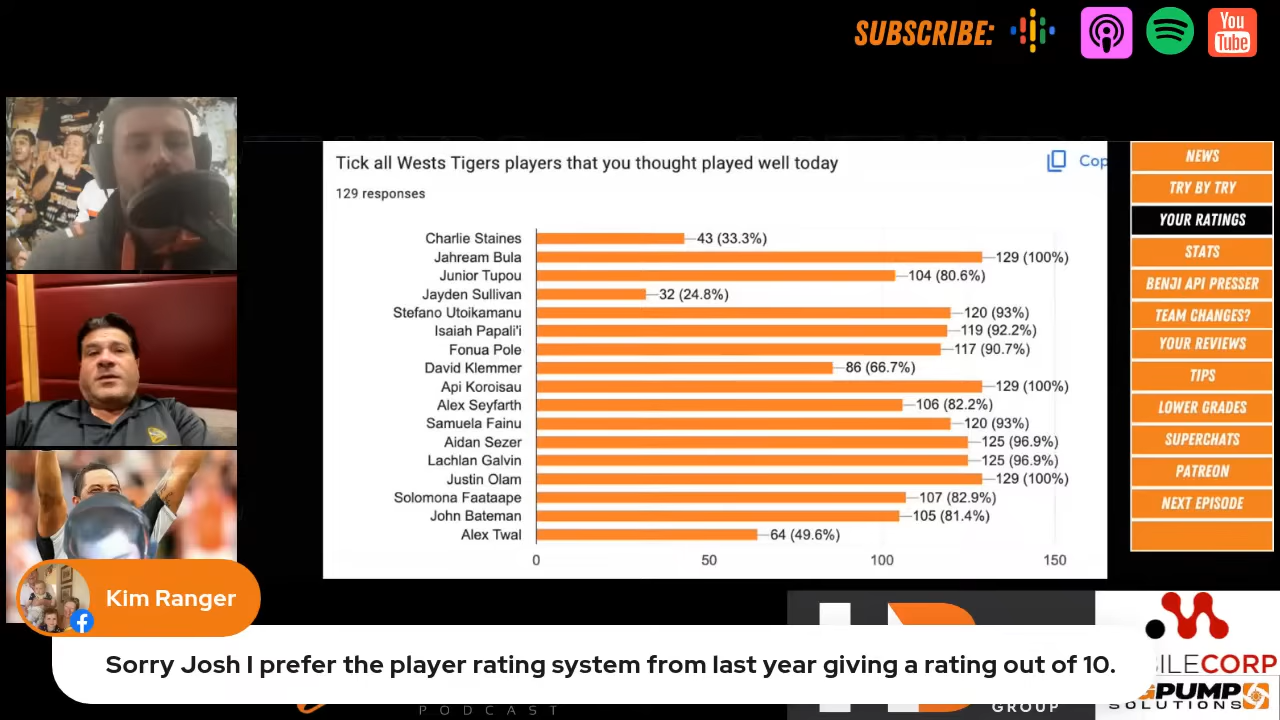 SUBSCRIBE:
You
Tube
Tick all Wests Tigers players that you thought played well today
Cop
129 responses
Charlie Staines 43 (33.3%)
Jahream Bula 129 (100%)
Junior Tupou 104 (80.6%)
Jayden Sullivan 32 (24.8%)
Stefano Utoikamanu 120 (93%)
Isaiah Papali'i 119 (92.2%)
Fonua Pole 117 (90.7%)
David Klemmer 86 (66.7%)
Api Koroisau 129 (100%)
Alex Seyfarth 106 (82.2%)
Samuela Fainu 120 (93%)
Aidan Sezer 125 (96.9%)
Lachlan Galvin 125 (96.9%)
Justin Olam 129 (100%)
Solomona Faataape 107 (82.9%)
John Bateman 105 (81.4%)
Alex Twal 64 (49.6%)
0 50 100 150
NEWS
TRY BY TRY
YOUR RATINGS
STATS
BENJI API PRESSER
TEAM CHANGES?
YOUR REVIEWS
TIPS
LOWER GRADES
SUPERCHATS
PATREON
NEXT EPISODE
Kim Ranger
Sorry Josh I prefer the player rating system from last year giving a rating out of 10.
PODCAST
GROUP
ILECORP
PUMP
SOLUTIONS